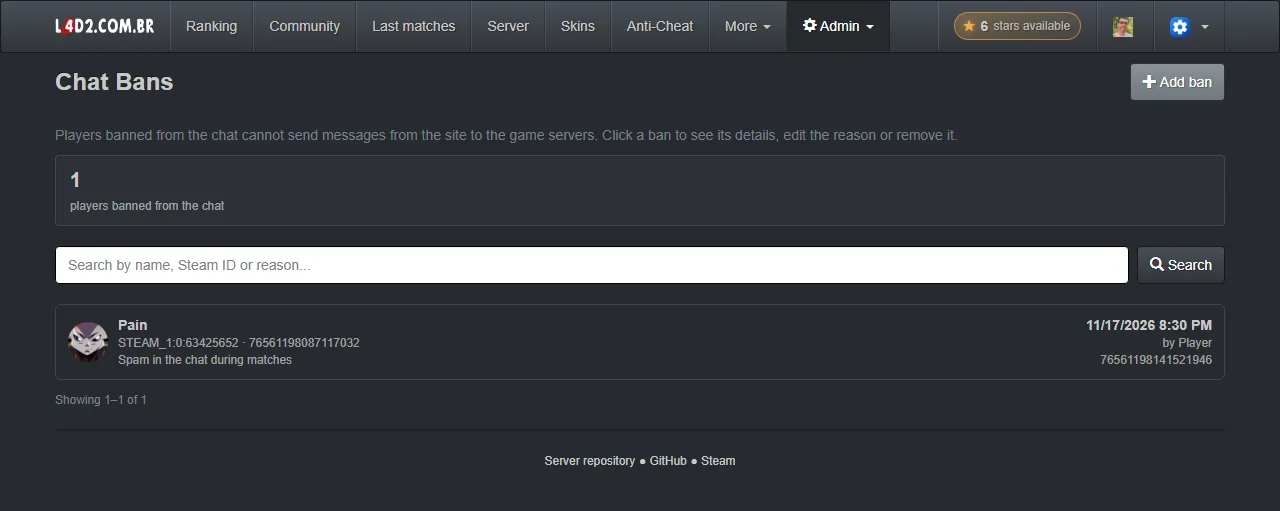 L4D2.COM.BR Ranking Community Last matches Server Skins Anti-Cheat More Admin 6 stars available
Chat Bans
Add ban
Players banned from the chat cannot send messages from the site to the game servers. Click a ban to see its details, edit the reason or remove it.
1
players banned from the chat
Search by name, Steam ID or reason...
Search
Pain
STEAM_1:0:63425652 · 76561198087117032
Spam in the chat during matches
11/17/2026 8:30 PM
by Player
76561198141521946
Showing 1–1 of 1
Server repository ● GitHub ● Steam